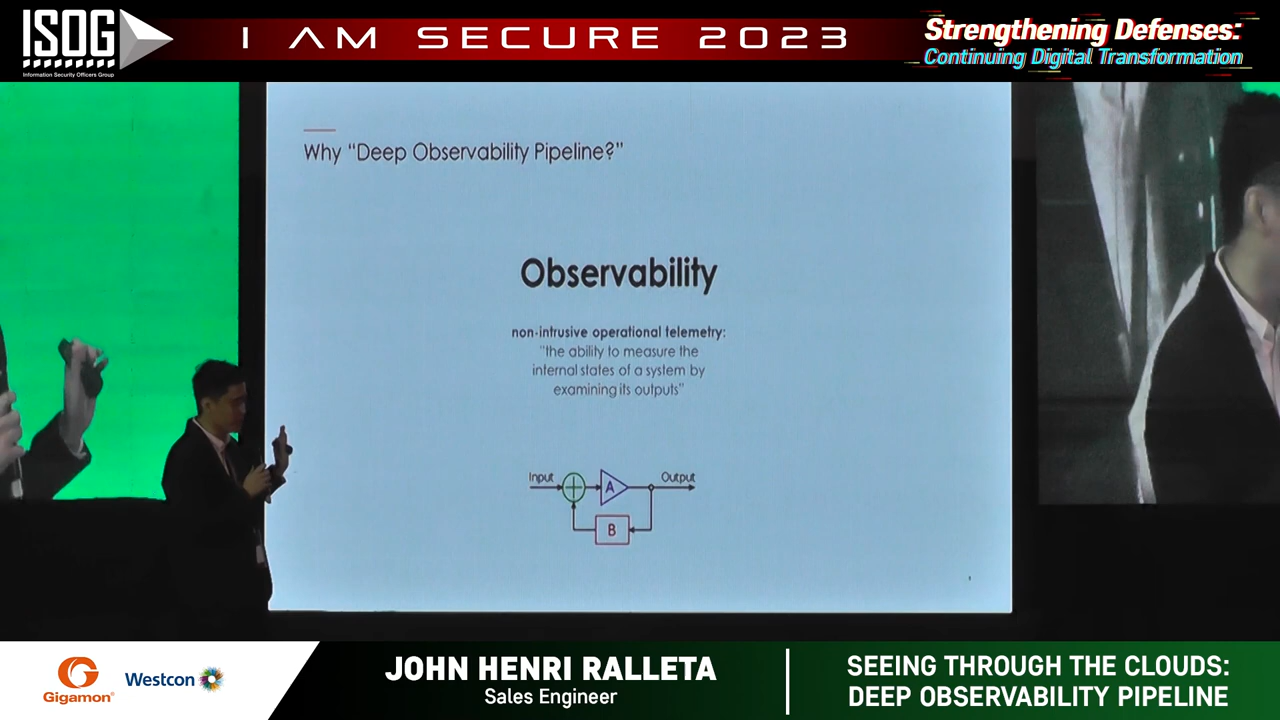 ISOG
Information Security Officers Group
I AM SECURE 2023
Strengthening Defenses:
Continuing Digital Transformation
Why "Deep Observability Pipeline?"
Observability
non-intrusive operational telemetry:
"the ability to measure the
internal states of a system by
examining its outputs"
Input
A
Output
B
Gigamon®
Westcon
JOHN HENRI RALLETA
Sales Engineer
SEEING THROUGH THE CLOUDS:
DEEP OBSERVABILITY PIPELINE